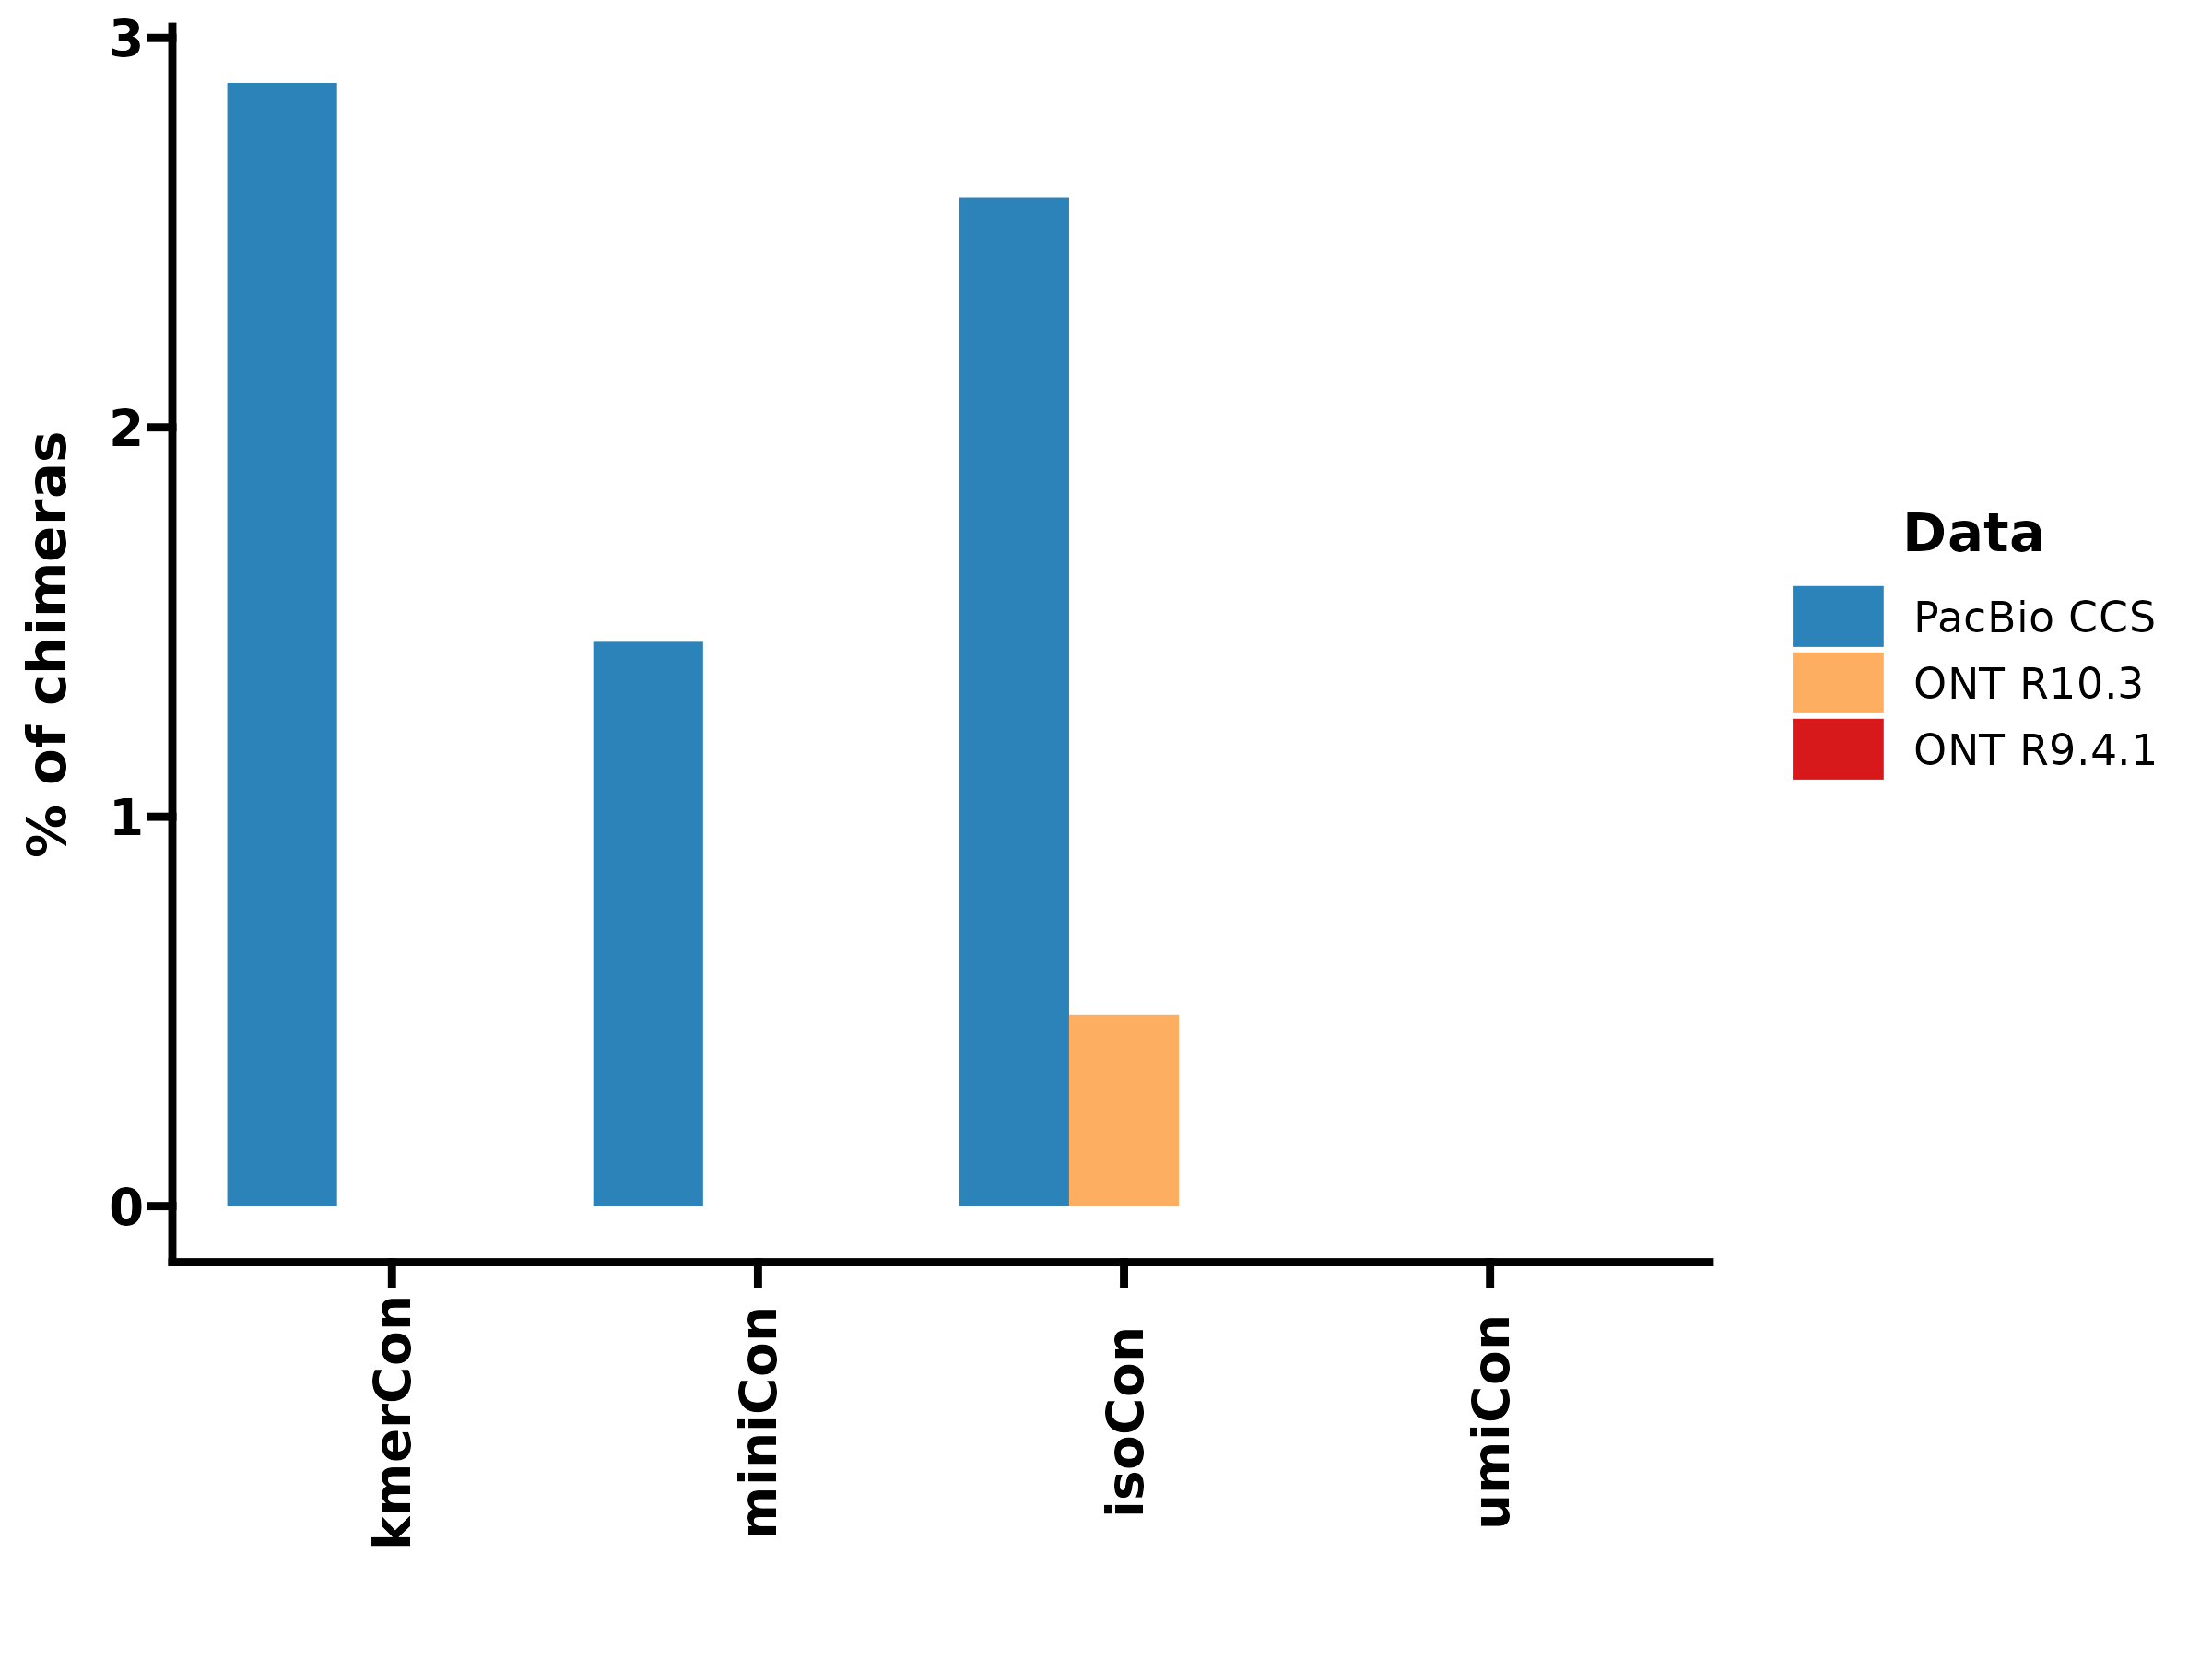 % of chimeras
3
2
1
0
kmerCon
miniCon
isoCon
umiCon
Data
PacBio CCS
ONT R10.3
ONT R9.4.1